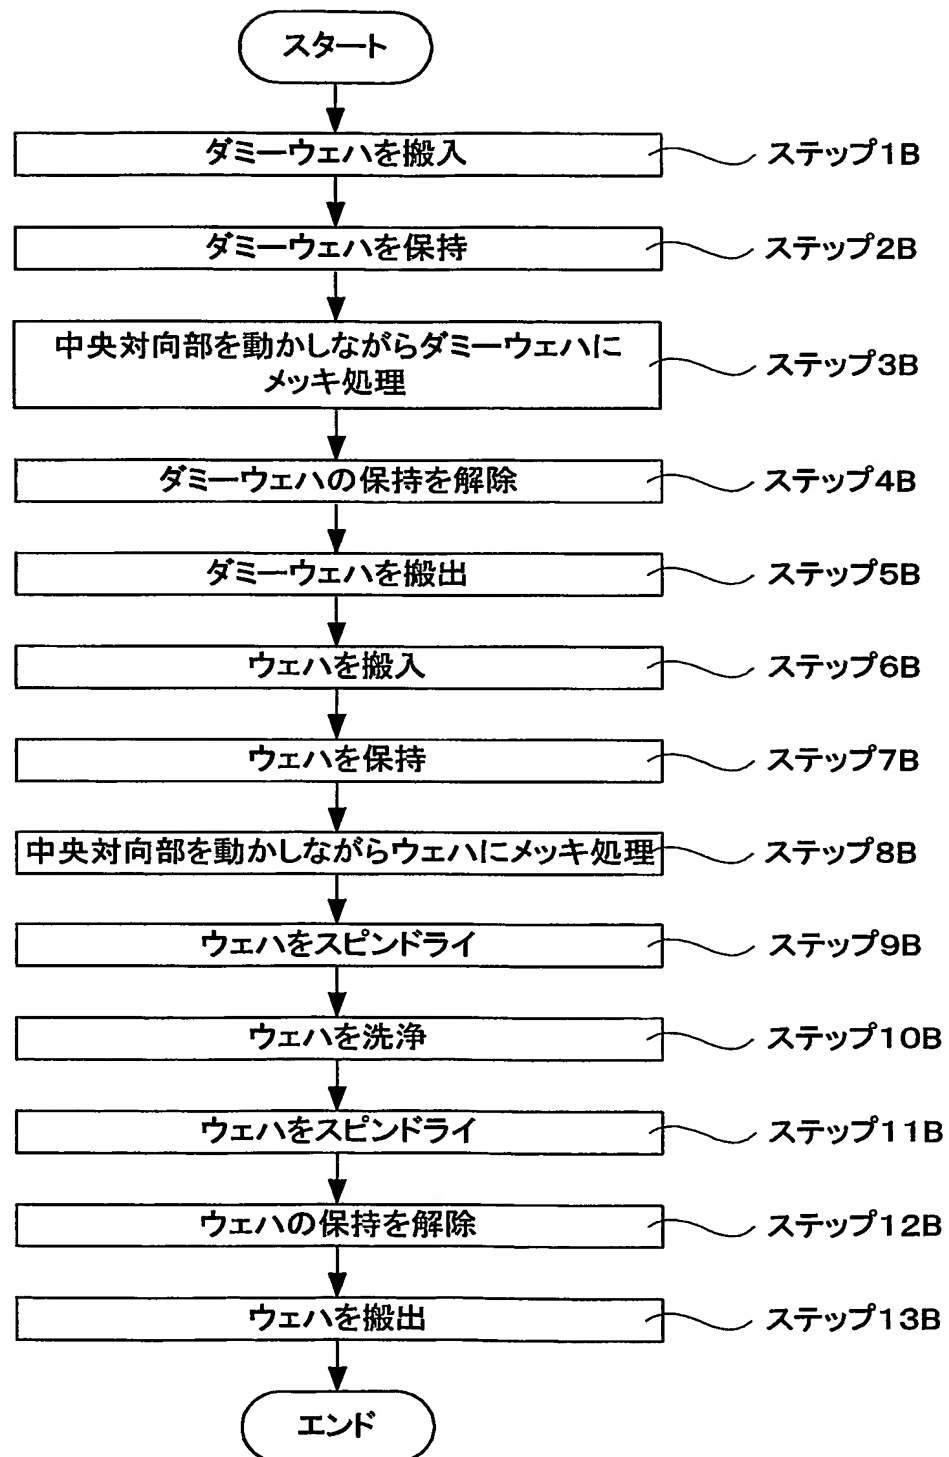 スタート
ダミーウェハを搬入
ステップ1B
ダミーウェハを保持
ステップ2B
中央対向部を動かしながらダミーウェハに
メッキ処理
ステップ3B
ダミーウェハの保持を解除
ステップ4B
ダミーウェハを搬出
ステップ5B
ウェハを搬入
ステップ6B
ウェハを保持
ステップ7B
中央対向部を動かしながらウェハにメッキ処理
ステップ8B
ウェハをスピンドライ
ステップ9B
ウェハを洗浄
ステップ10B
ウェハをスピンドライ
ステップ11B
ウェハの保持を解除
ステップ12B
ウェハを搬出
ステップ13B
エンド